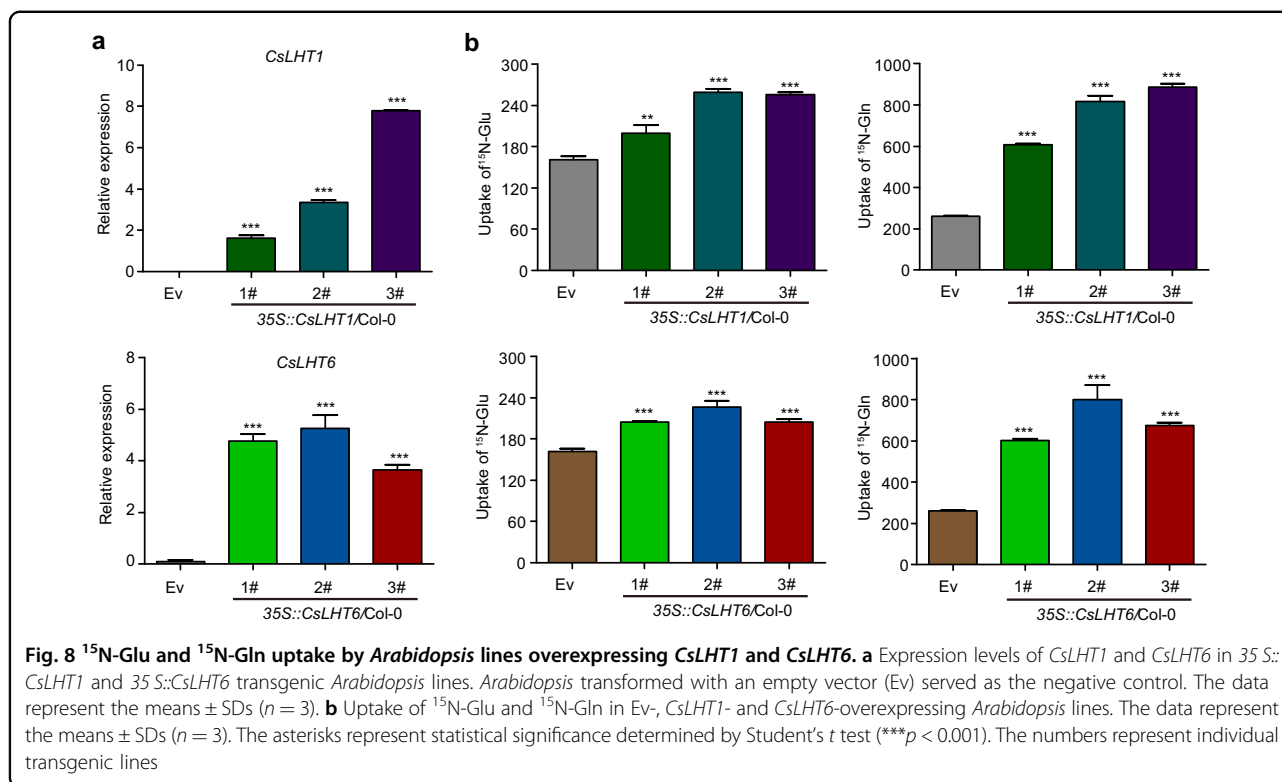 a
b
CsLHT1
Relative expression
10
8
6
4
2
0
***
***
***
Ev
1#
2#
3#
35S::CsLHT1/Col-0
Uptake of ¹⁵N-Glu
300
240
180
120
60
0
**
***
***
Ev
1#
2#
3#
35S::CsLHT1/Col-0
Uptake of ¹⁵N-Gln
1000
800
600
400
200
0
***
***
***
Ev
1#
2#
3#
35S::CsLHT1/Col-0
CsLHT6
Relative expression
8
6
4
2
0
***
***
***
Ev
1#
2#
3#
35S::CsLHT6/Col-0
Uptake of ¹⁵N-Glu
300
240
180
120
60
0
***
***
***
Ev
1#
2#
3#
35S::CsLHT6/Col-0
Uptake of ¹⁵N-Gln
1000
800
600
400
200
0
***
***
***
Ev
1#
2#
3#
35S::CsLHT6/Col-0
Fig. 8 ¹⁵N-Glu and ¹⁵N-Gln uptake by Arabidopsis lines overexpressing CsLHT1 and CsLHT6. a Expression levels of CsLHT1 and CsLHT6 in 35 S::
CsLHT1 and 35 S::CsLHT6 transgenic Arabidopsis lines. Arabidopsis transformed with an empty vector (Ev) served as the negative control. The data
represent the means ± SDs (n = 3). b Uptake of ¹⁵N-Glu and ¹⁵N-Gln in Ev-, CsLHT1- and CsLHT6-overexpressing Arabidopsis lines. The data represent
the means ± SDs (n = 3). The asterisks represent statistical significance determined by Student's t test (***p < 0.001). The numbers represent individual
transgenic lines